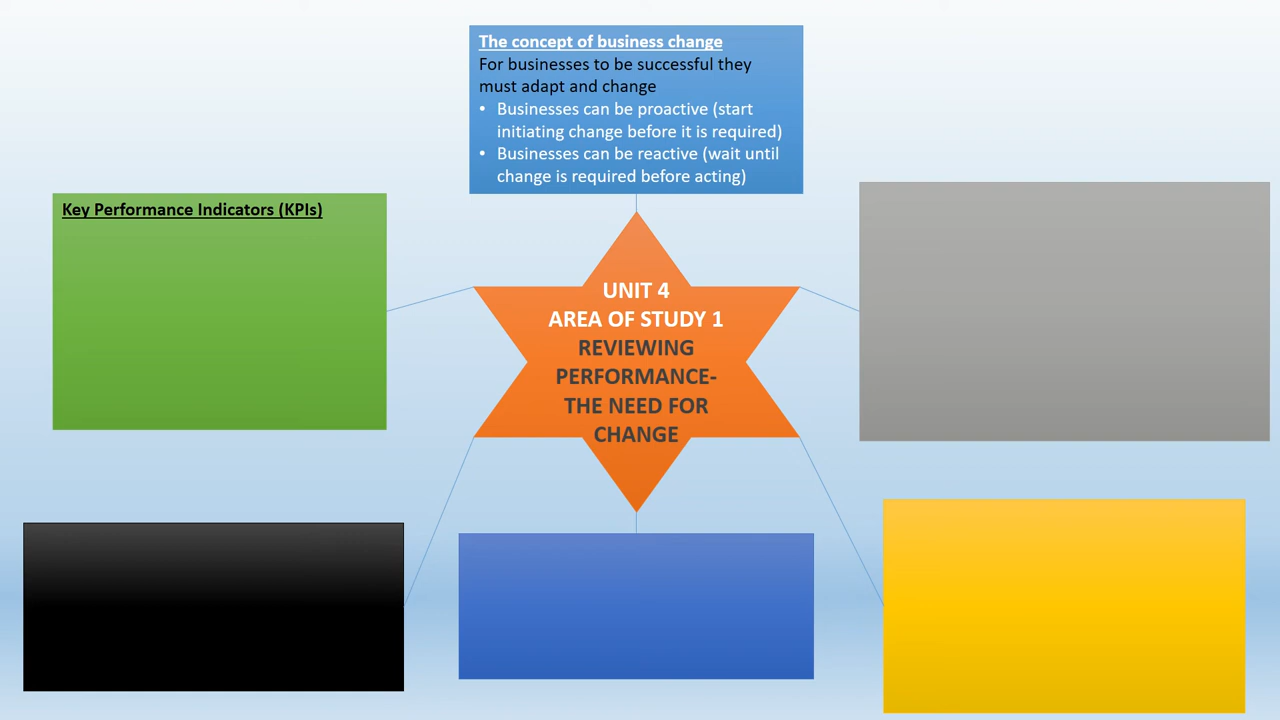 The concept of business change
For businesses to be successful they
must adapt and change
• Businesses can be proactive (start
initiating change before it is required)
• Businesses can be reactive (wait until
change is required before acting)
Key Performance Indicators (KPIs)
UNIT 4
AREA OF STUDY 1
REVIEWING
PERFORMANCE-
THE NEED FOR
CHANGE